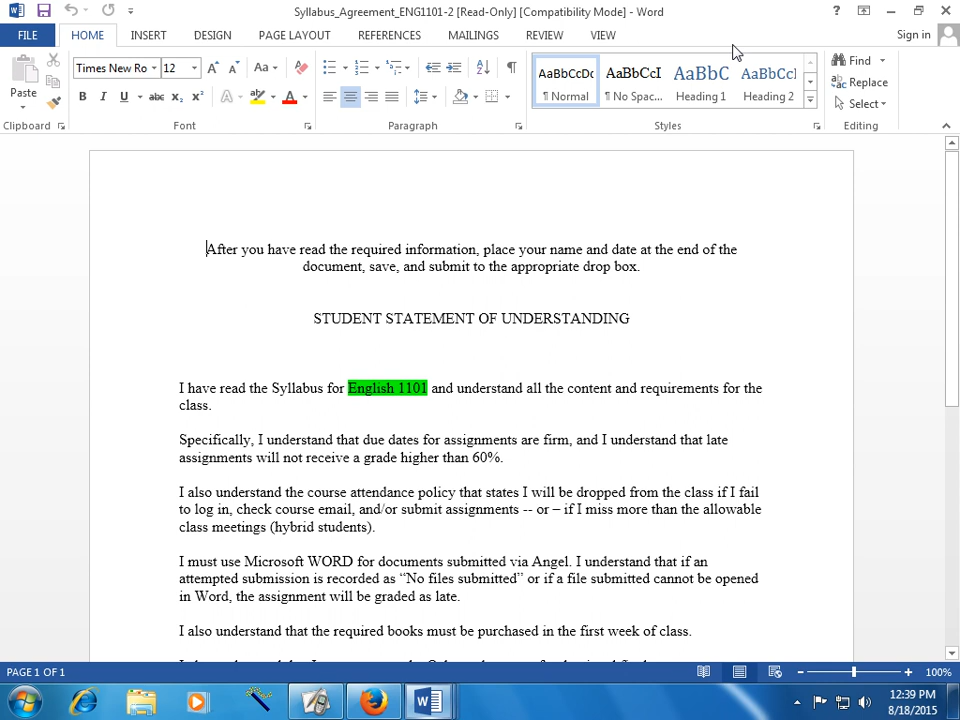 Syllabus_Agreement_ENG1101-2 [Read-Only] [Compatibility Mode] - Word
FILE HOME INSERT DESIGN PAGE LAYOUT REFERENCES MAILINGS REVIEW VIEW Sign in
Paste
Times New Ro 12 Aa
B I U abc x₂ x² A ab A
AaBbCcDc AaBbCcI AaBbC AaBbCcI
¶ Normal ¶ No Spac... Heading 1 Heading 2
Find
Replace
Select
Clipboard Font Paragraph Styles Editing
After you have read the required information, place your name and date at the end of the
document, save, and submit to the appropriate drop box.
STUDENT STATEMENT OF UNDERSTANDING
I have read the Syllabus for English 1101 and understand all the content and requirements for the
class.
Specifically, I understand that due dates for assignments are firm, and I understand that late
assignments will not receive a grade higher than 60%.
I also understand the course attendance policy that states I will be dropped from the class if I fail
to log in, check course email, and/or submit assignments -- or – if I miss more than the allowable
class meetings (hybrid students).
I must use Microsoft WORD for documents submitted via Angel. I understand that if an
attempted submission is recorded as “No files submitted” or if a file submitted cannot be opened
in Word, the assignment will be graded as late.
I also understand that the required books must be purchased in the first week of class.
PAGE 1 OF 1 100%
12:39 PM
8/18/2015